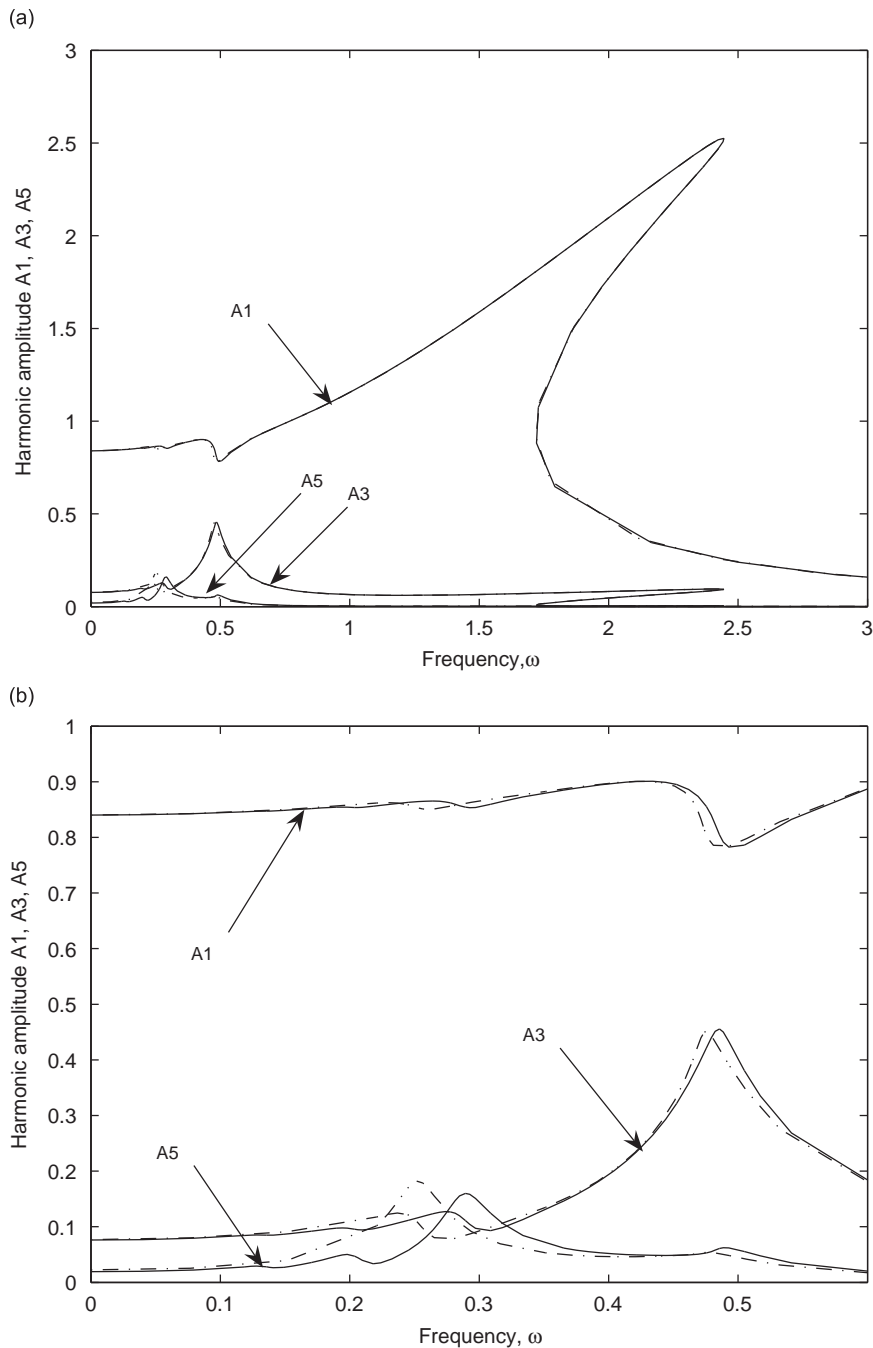 (a)
3
2.5
2
1.5
1
0.5
0
Harmonic amplitude A1, A3, A5
A1
A5
A3
0 0.5 1 1.5 2 2.5 3
Frequency,ω
(b)
1
0.9
0.8
0.7
0.6
0.5
0.4
0.3
0.2
0.1
0
Harmonic amplitude A1, A3, A5
A1
A3
A5
0 0.1 0.2 0.3 0.4 0.5
Frequency, ω